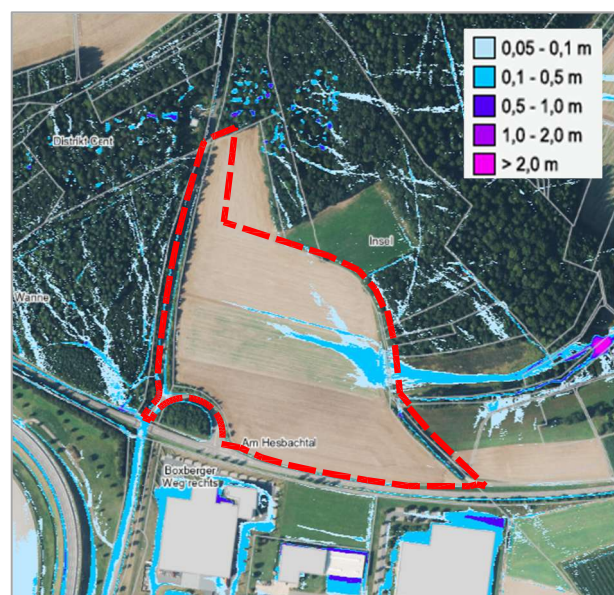 0,05 - 0,1 m
0,1 - 0,5 m
0,5 - 1,0 m
1,0 - 2,0 m
> 2,0 m
Distrikt Cent
Insel
Wanne
Am Hesbachtal
Boxberger
Weg rechts